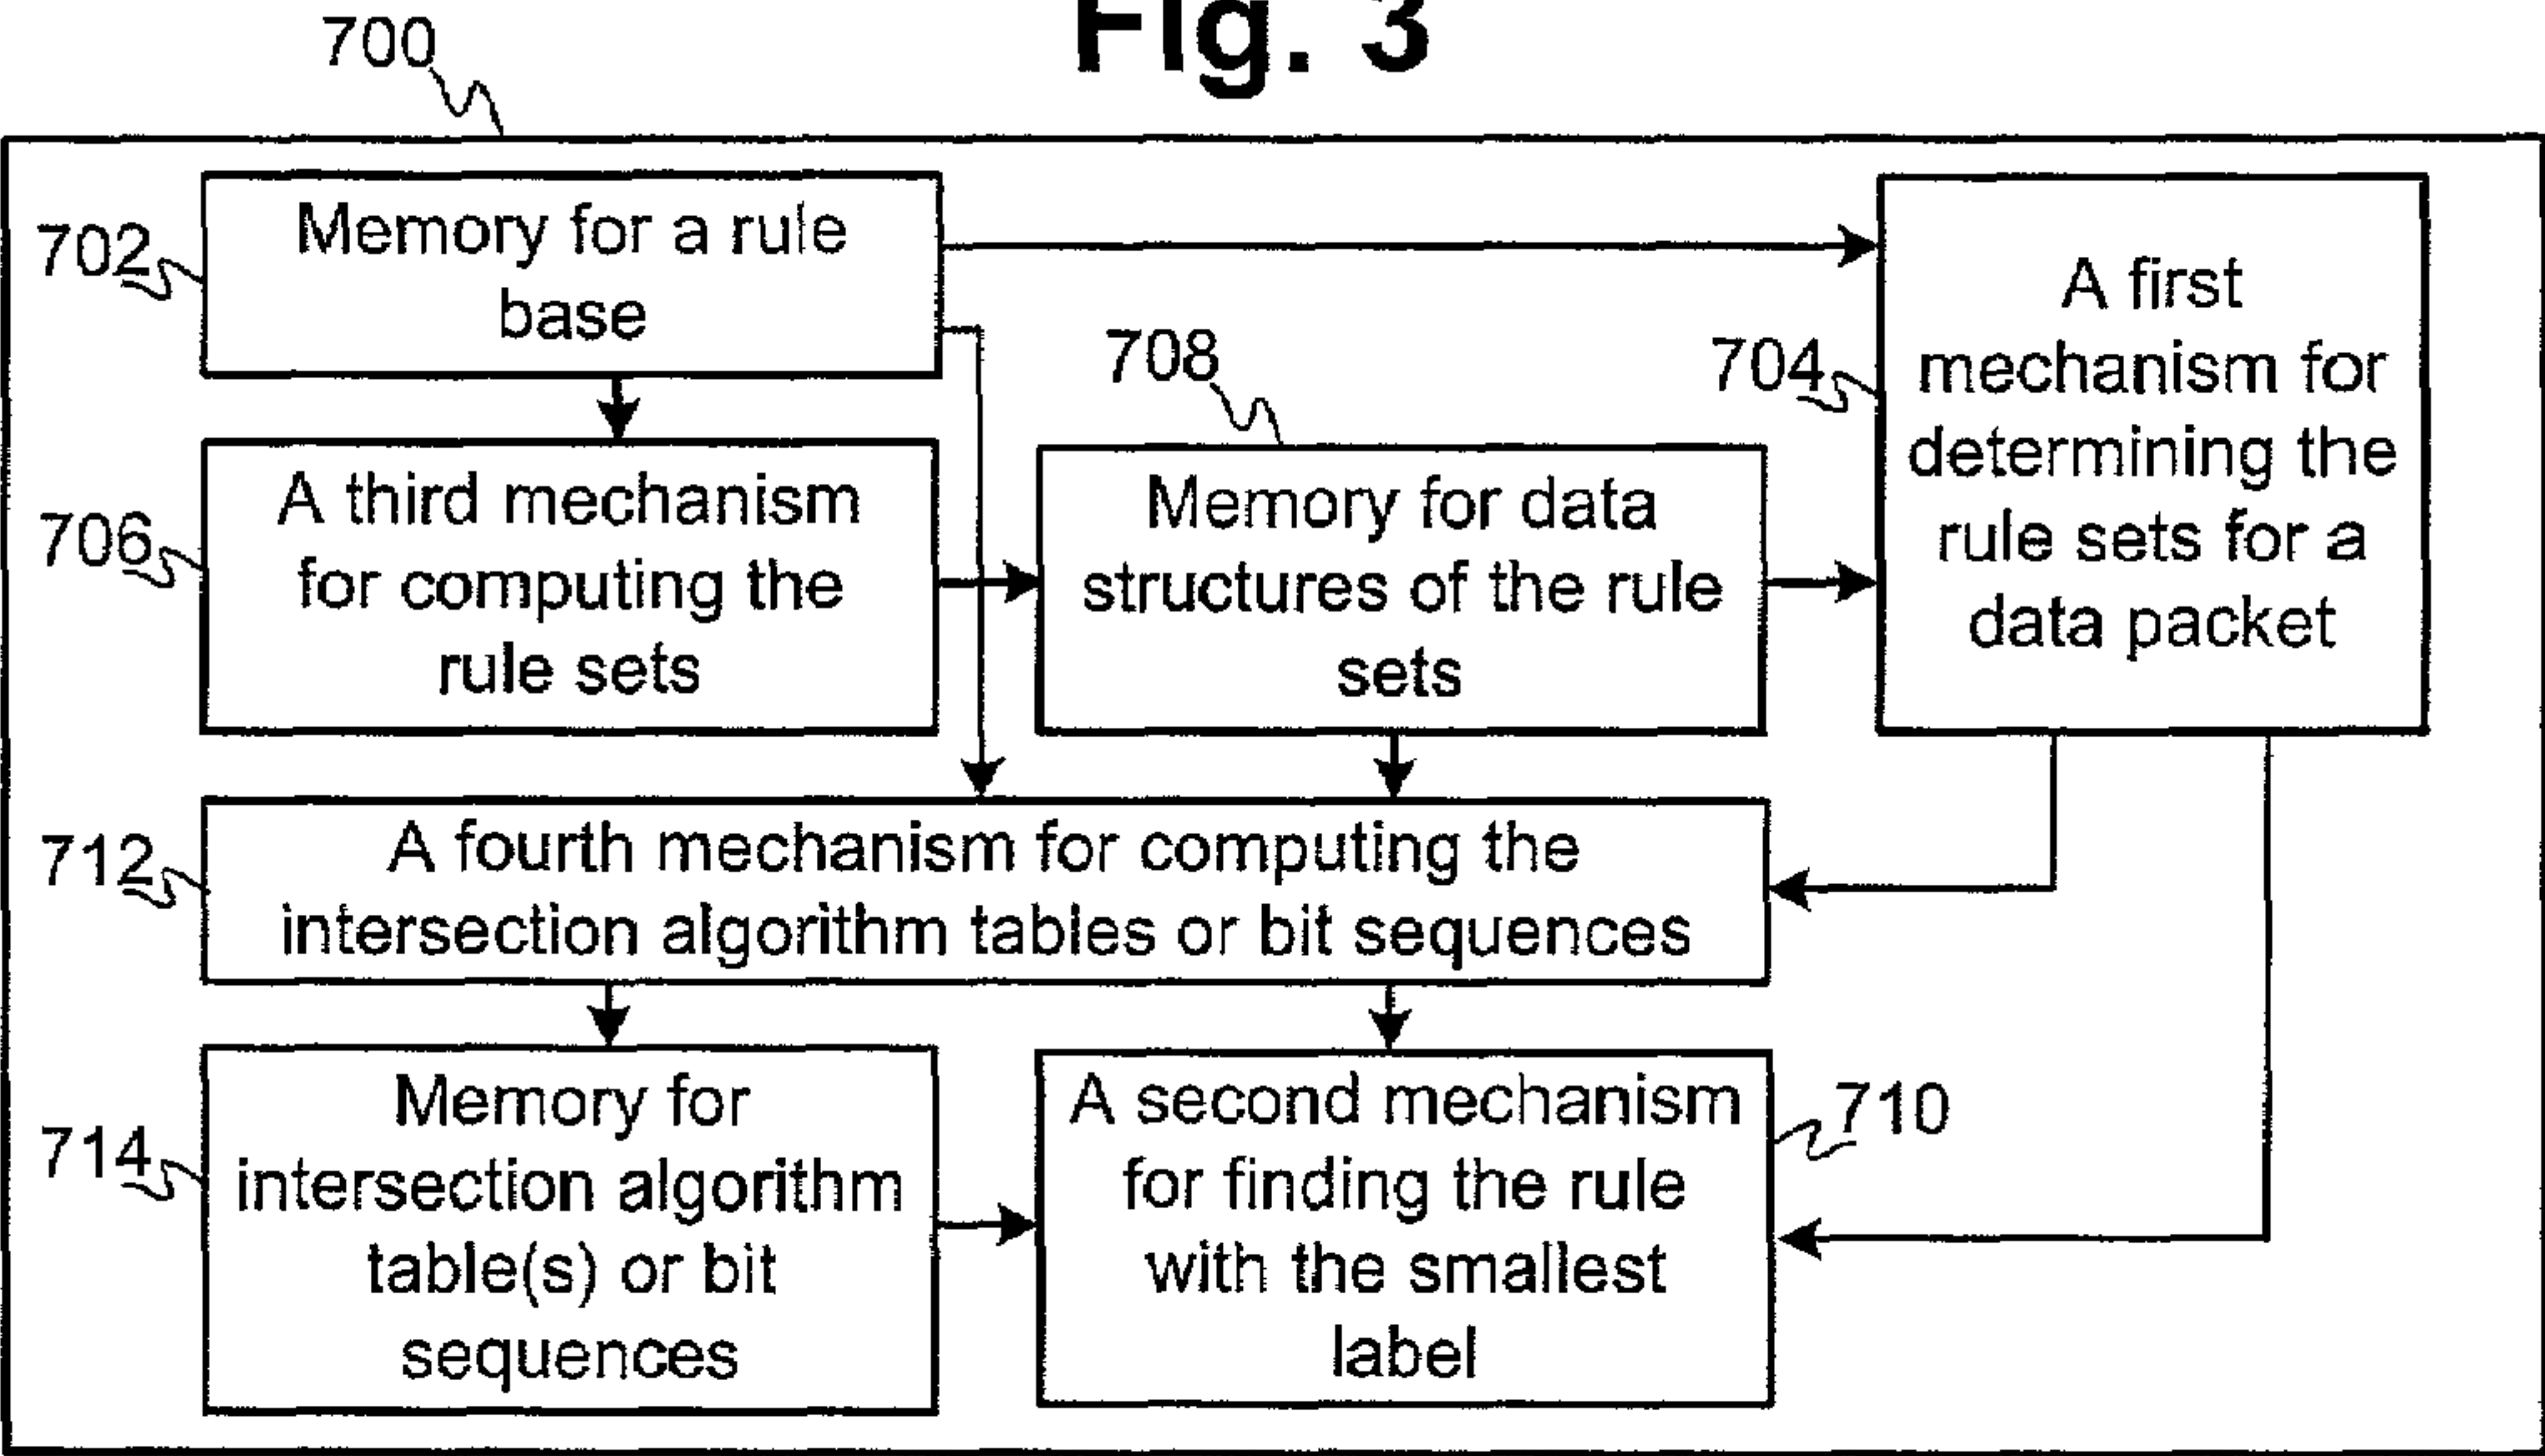 Fig. 3
700
702
Memory for a rule
base
708
704
A first
mechanism for
determining the
rule sets for a
data packet
706
A third mechanism
for computing the
rule sets
Memory for data
structures of the rule
sets
712
A fourth mechanism for computing the
intersection algorithm tables or bit sequences
714
Memory for
intersection algorithm
table(s) or bit
sequences
A second mechanism
for finding the rule
with the smallest
label
710